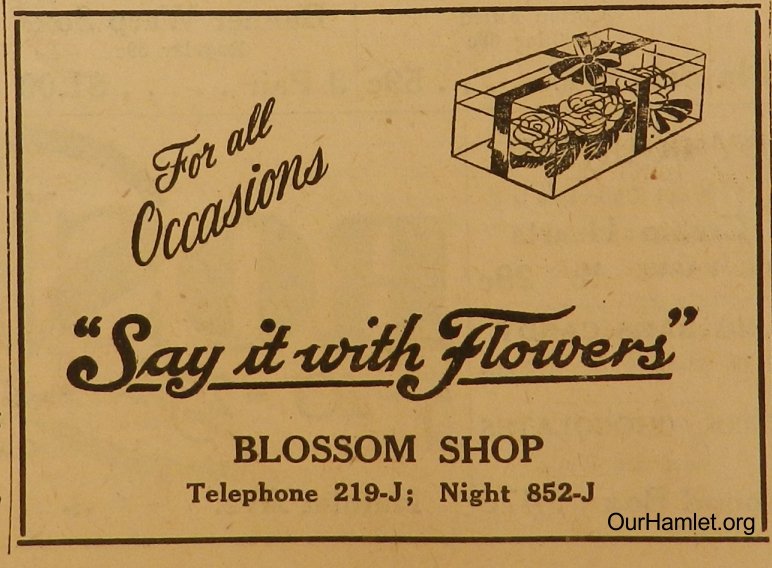 For all
Occasions
"Say it with Flowers"
BLOSSOM SHOP
Telephone 219-J; Night 852-J
OurHamlet.org